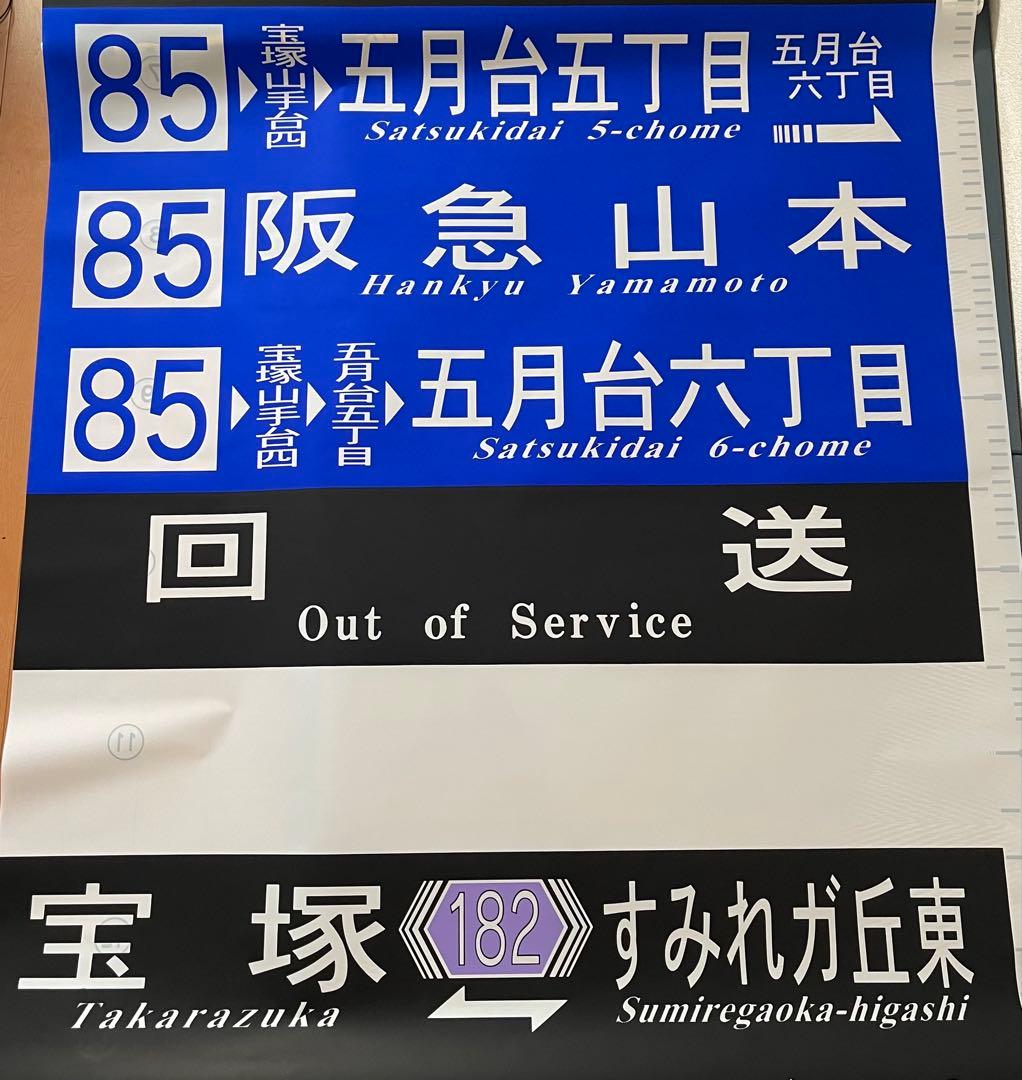 85 宝塚山手台四 五月台五丁目 五月台
六丁目
Satsukidai 5-chome
85 阪急山本
Hankyu Yamamoto
85 宝塚山手台四 五月台五丁目 五月台六丁目
Satsukidai 6-chome
回送
Out of Service
11
宝塚 182 すみれガ丘東
Takarazuka Sumiregaoka-higashi